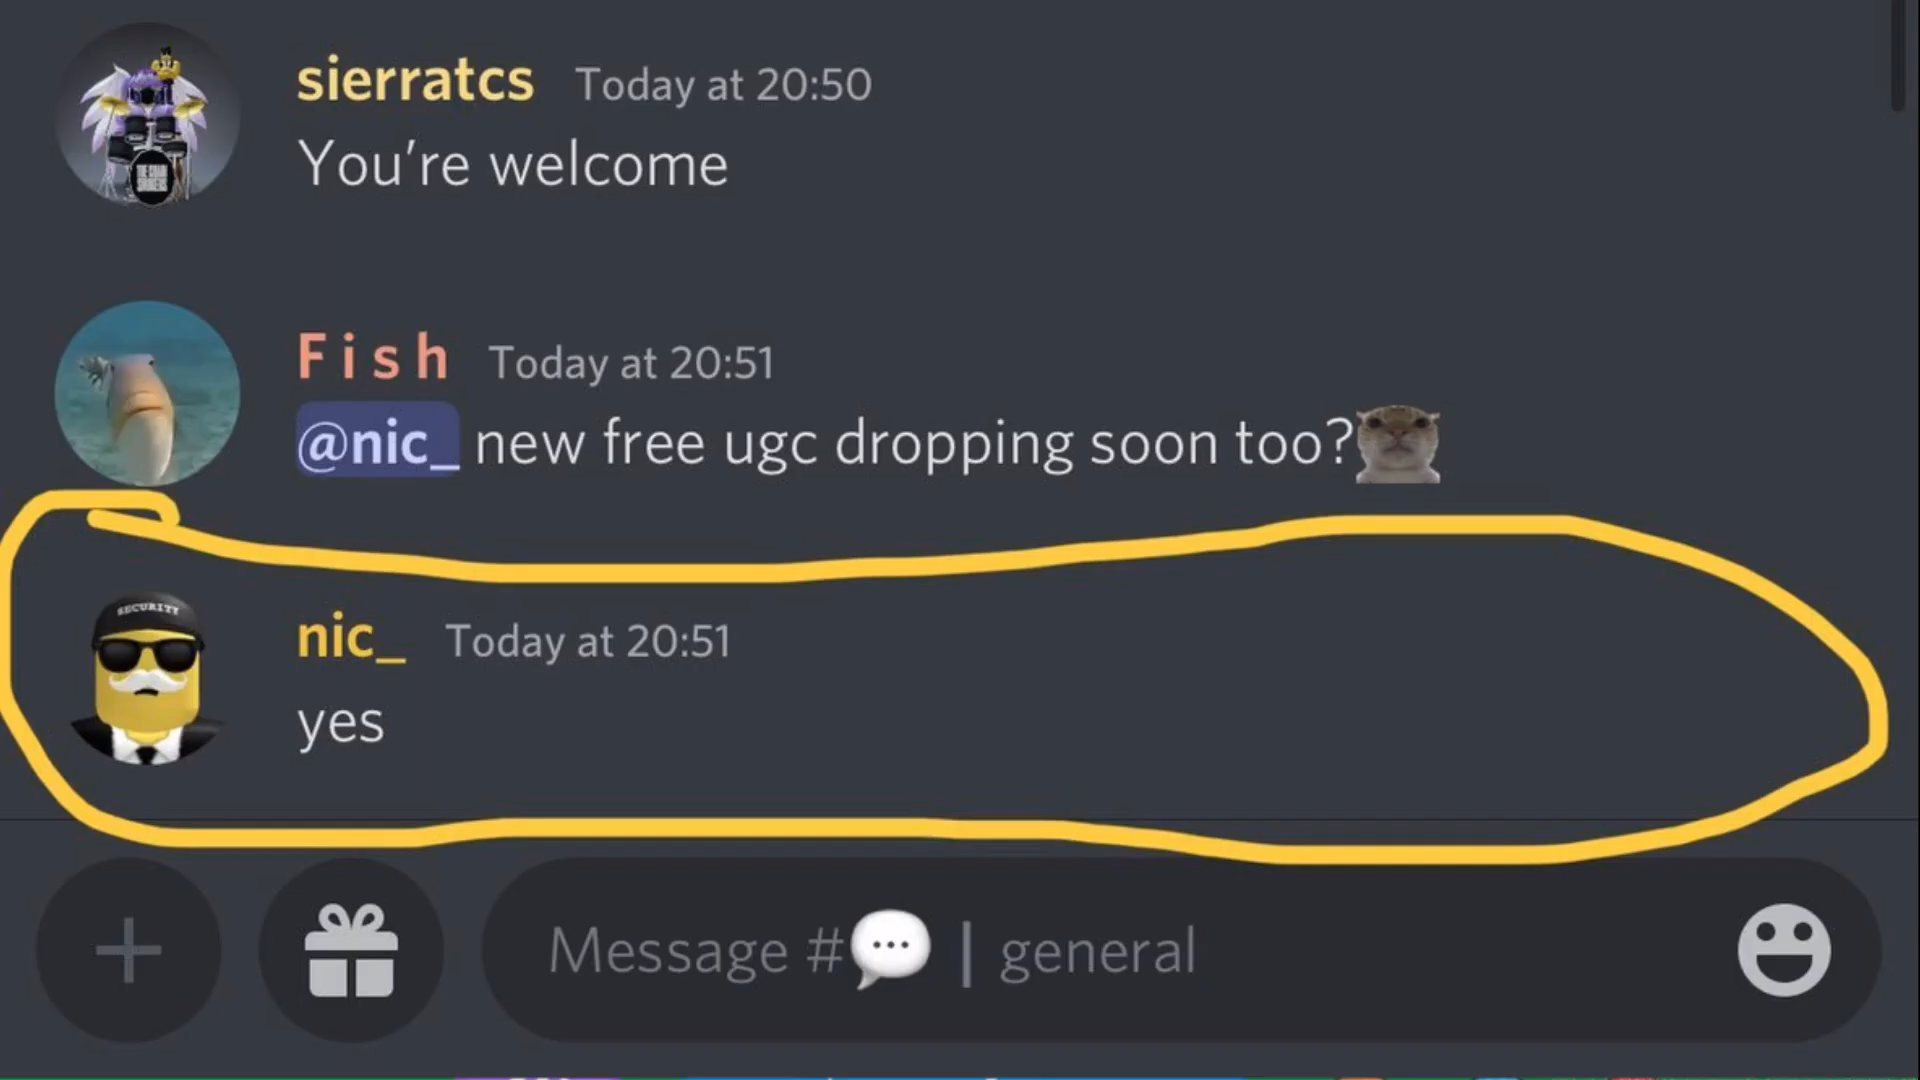 sierratcs Today at 20:50
You’re welcome
F i s h Today at 20:51
@nic_ new free ugc dropping soon too?
SECURITY
nic_ Today at 20:51
yes
Message #💬 | general